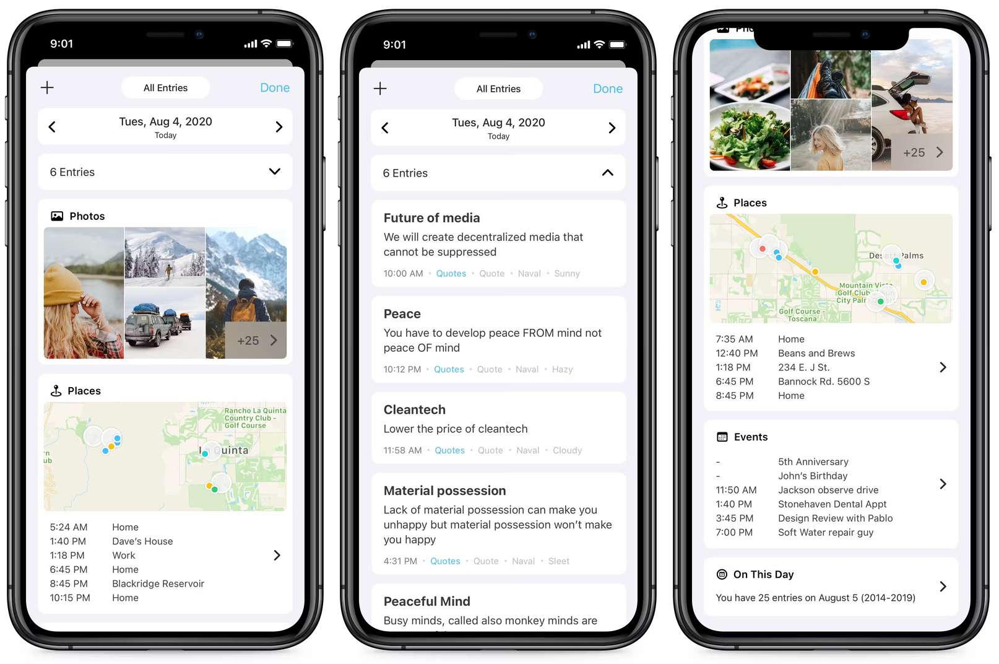 9:01
All Entries
Done
Tues, Aug 4, 2020
Today
6 Entries
Photos
+25
Places
Rancho La Quinta
Country Club -
Golf Course
Quinta
5:24 AM Home
1:40 PM Dave's House
1:18 PM Work
6:45 PM Home
8:45 PM Blackridge Reservoir
10:15 PM Home
9:01
All Entries
Done
Tues, Aug 4, 2020
Today
6 Entries
Future of media
We will create decentralized media that
cannot be suppressed
10:00 AM • Quotes • Quote • Naval • Sunny
Peace
You have to develop peace FROM mind not
peace OF mind
10:12 PM • Quotes • Quote • Naval • Hazy
Cleantech
Lower the price of cleantech
11:58 AM • Quotes • Quote • Naval • Cloudy
Material possession
Lack of material possession can make you
unhappy but material possession won't make
you happy
4:31 PM • Quotes • Quote • Naval • Sleet
Peaceful Mind
Busy minds, called also monkey minds are
+25
Places
Desert Palms
Mountain Vista
Golf Club Sun
City Palm Desert
Golf Course -
Toscana
7:35 AM Home
12:40 PM Beans and Brews
1:18 PM 234 E. J St.
6:45 PM Bannock Rd. 5600 S
8:45 PM Home
Events
- 5th Anniversary
- John's Birthday
11:50 AM Jackson observe drive
1:40 PM Stonehaven Dental Appt
3:45 PM Design Review with Pablo
7:00 PM Soft Water repair guy
On This Day
You have 25 entries on August 5 (2014-2019)